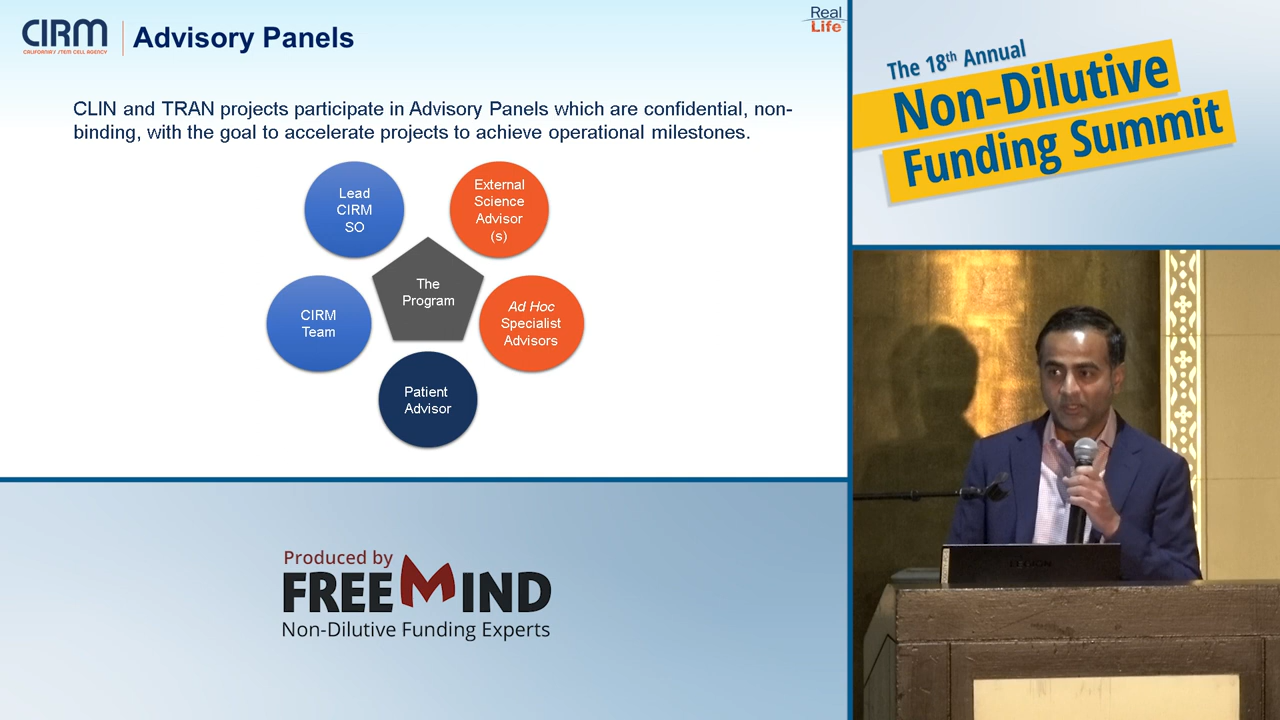 CIRM
CALIFORNIA'S STEM CELL AGENCY
Advisory Panels
Real
Life
CLIN and TRAN projects participate in Advisory Panels which are confidential, non-
binding, with the goal to accelerate projects to achieve operational milestones.
Lead
CIRM
SO
External
Science
Advisor
(s)
The
Program
CIRM
Team
Ad Hoc
Specialist
Advisors
Patient
Advisor
The 18th Annual
Non-Dilutive
Funding Summit
Produced by
FREEMIND
Non-Dilutive Funding Experts
LEGION